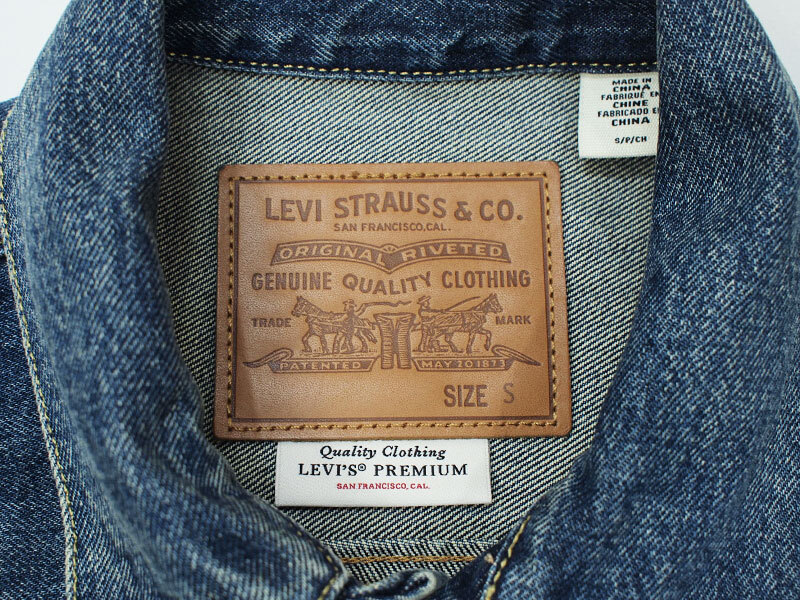 MADE IN
CHINA
FABRIQUÉ EN
CHINE
FABRICADO E
CHINA
S/P/CH
LEVI STRAUSS & CO.
SAN FRANCISCO, CAL.
ORIGINAL RIVETED
GENUINE QUALITY CLOTHING
TRADE MARK
PATENTED MAY 20 1873
SIZE S
Quality Clothing
LEVI'S® PREMIUM
SAN FRANCISCO, CAL.